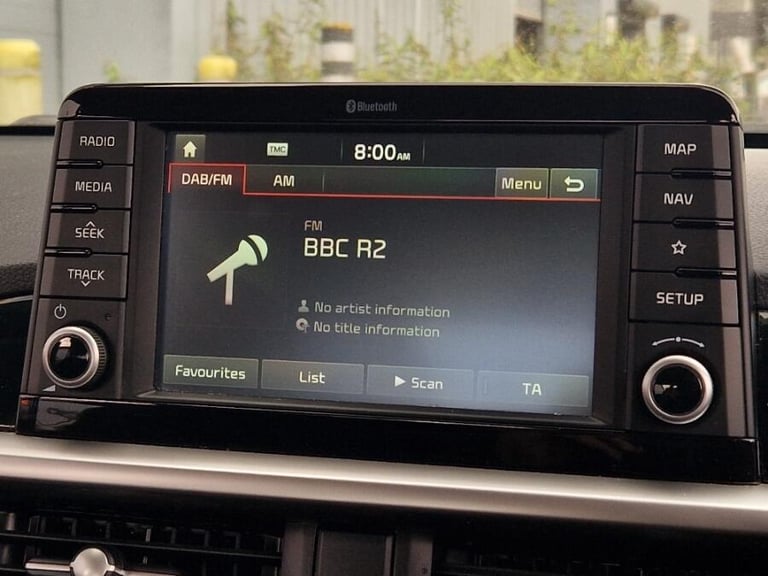 Bluetooth
RADIO
MEDIA
SEEK
TRACK
TMC
8:00AM
DAB/FM
AM
Menu
FM
BBC R2
No artist information
No title information
Favourites
List
Scan
TA
MAP
NAV
SETUP